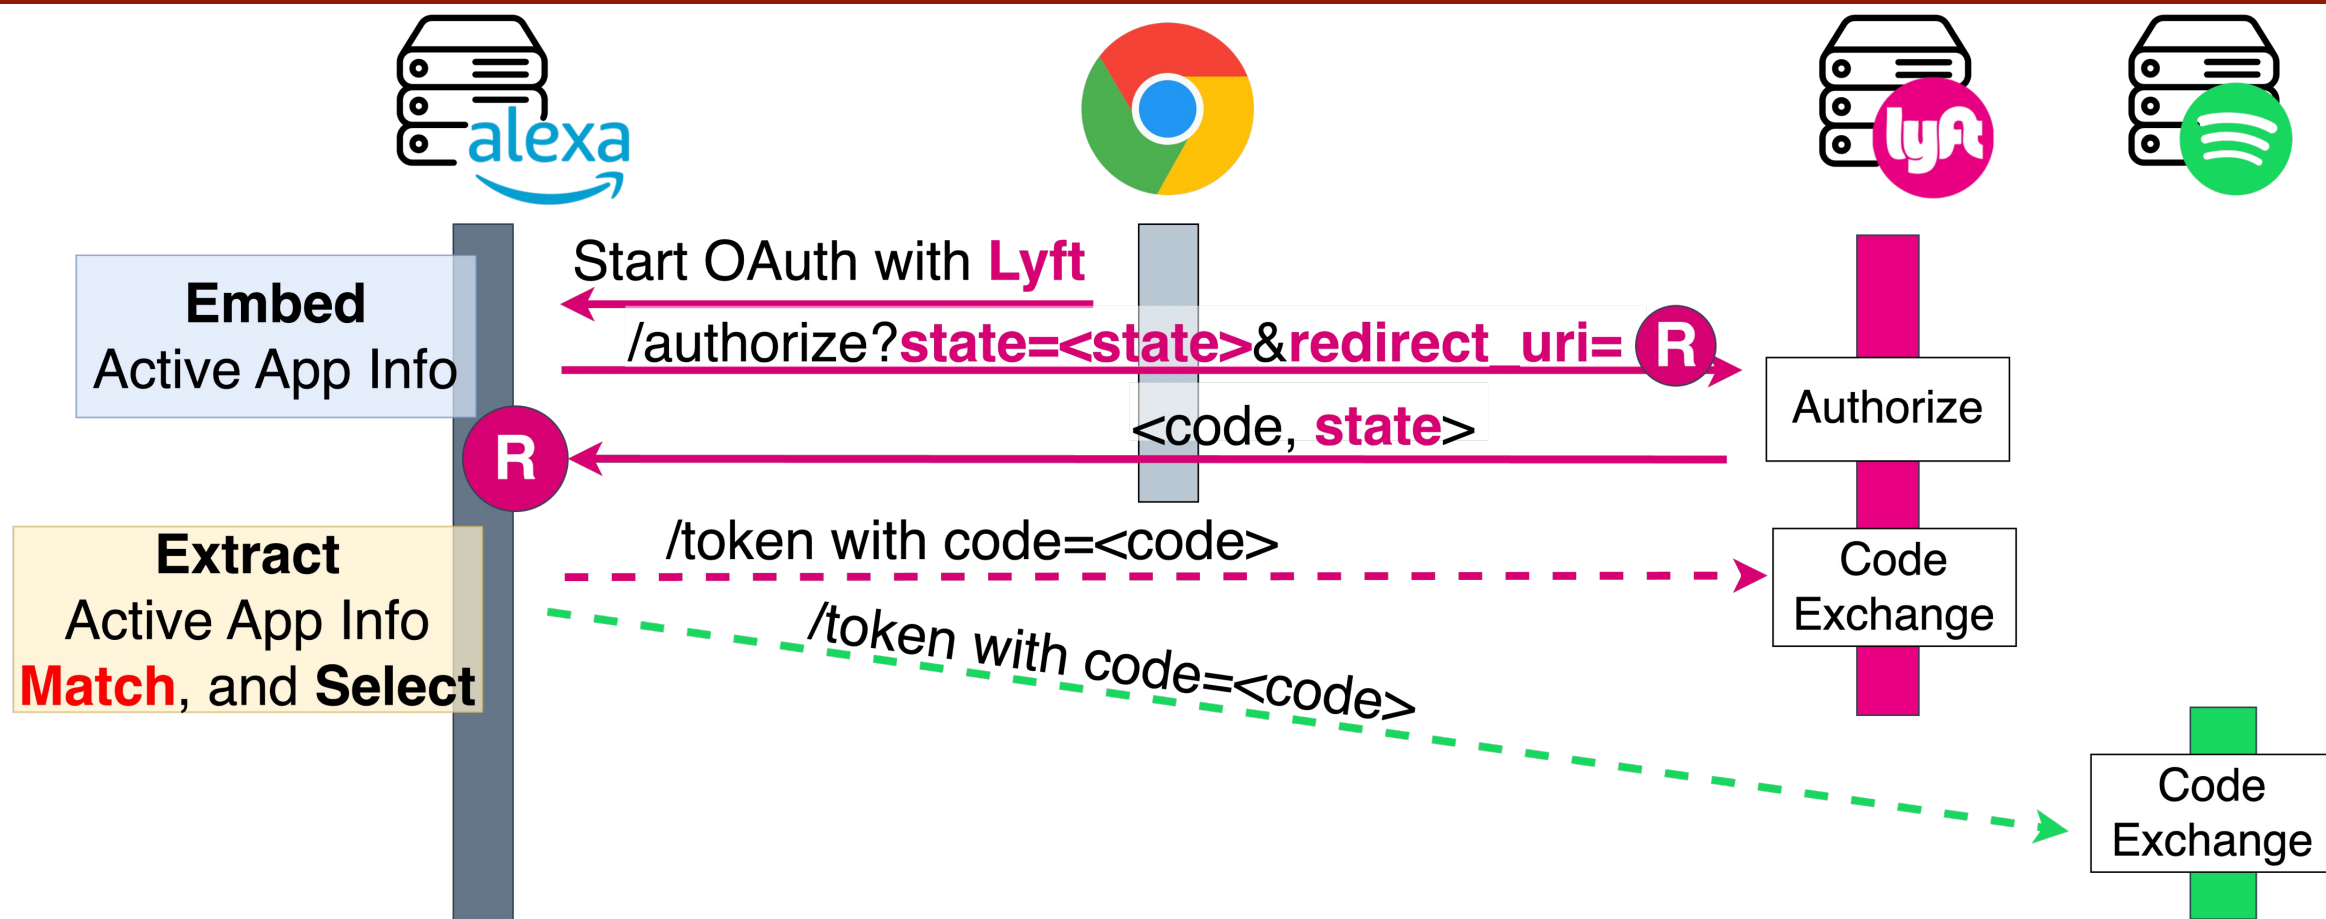 alexa
lyft
Start OAuth with Lyft
Embed
Active App Info
/authorize?state=<state>&redirect_uri= R
Authorize
<code, state>
R
/token with code=<code>
Code
Exchange
Extract
Active App Info
Match, and Select
/token with code=<code>
Code
Exchange